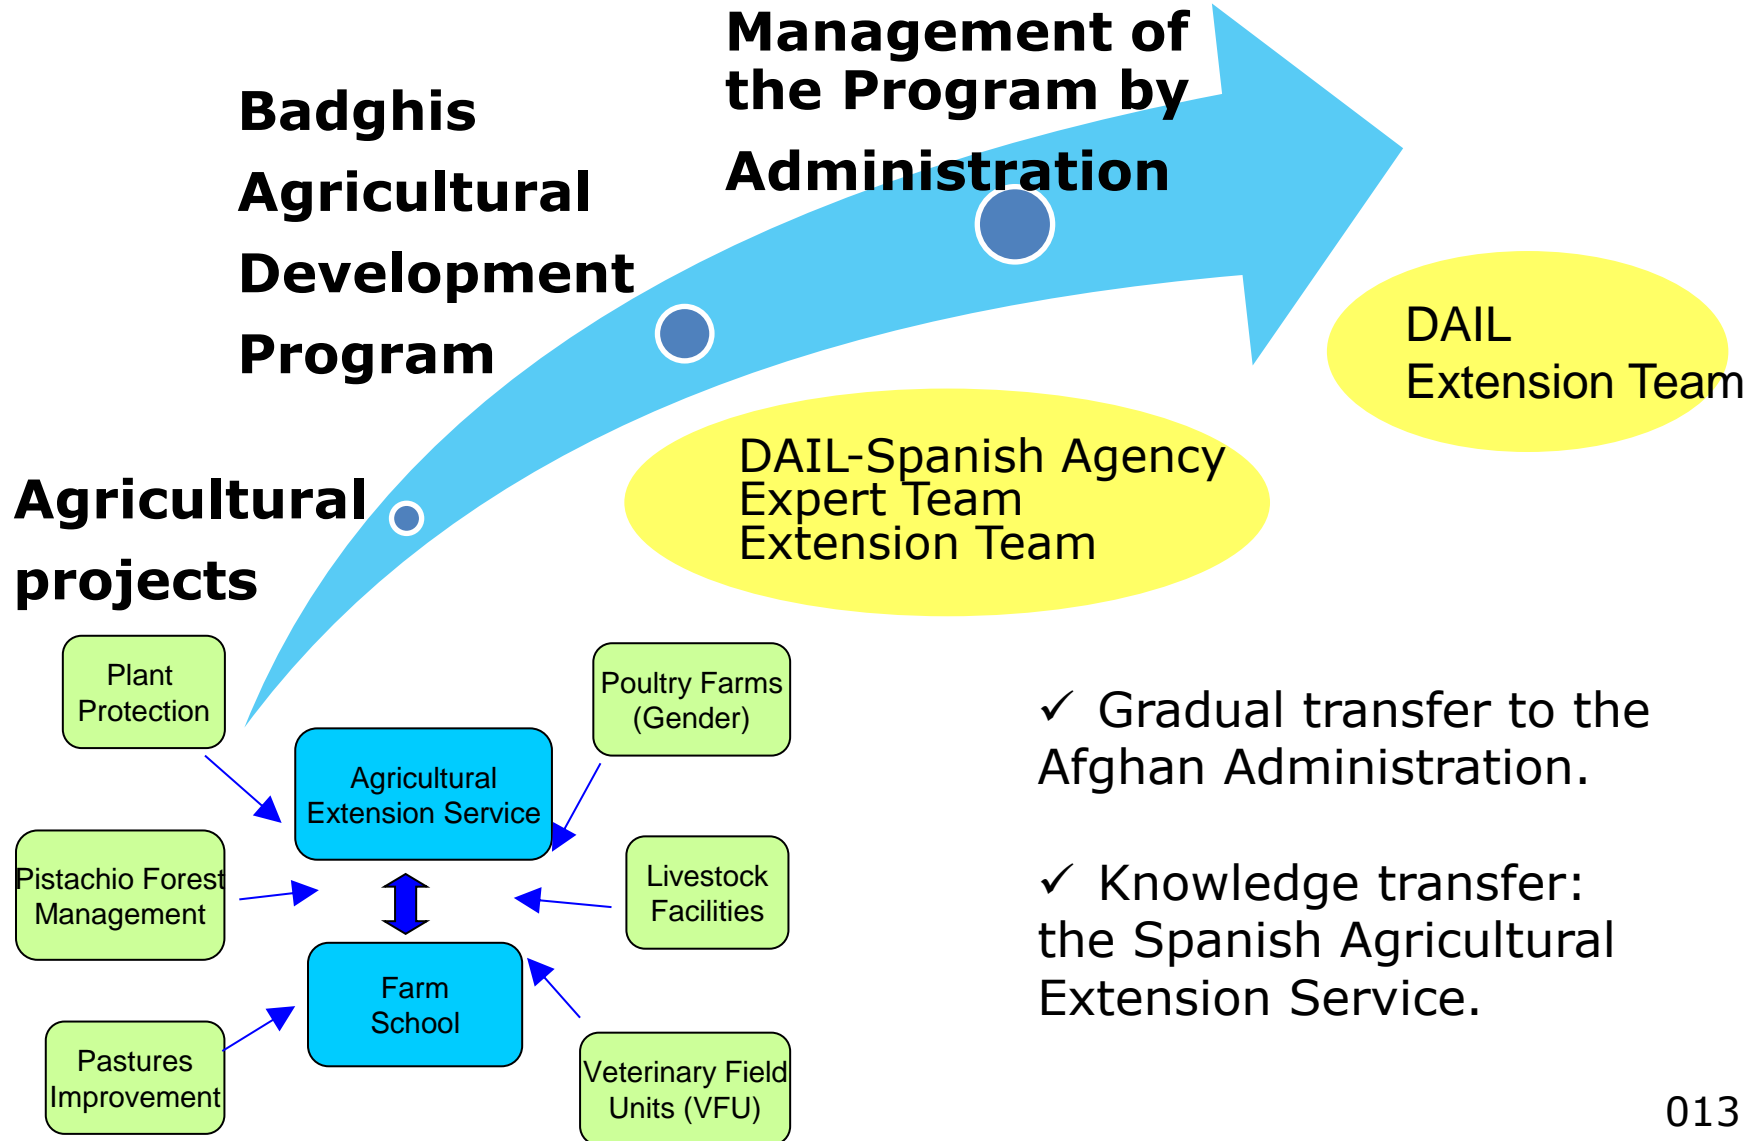 Management of
the Program by
Administration
Badghis
Agricultural
Development
Program
DAIL
Extension Team
DAIL-Spanish Agency
Expert Team
Extension Team
Agricultural
projects
Plant
Protection
Poultry Farms
(Gender)
Agricultural
Extension Service
Pistachio Forest
Management
Livestock
Facilities
Farm
School
Pastures
Improvement
Veterinary Field
Units (VFU)
✓ Gradual transfer to the
Afghan Administration.
✓ Knowledge transfer:
the Spanish Agricultural
Extension Service.
013